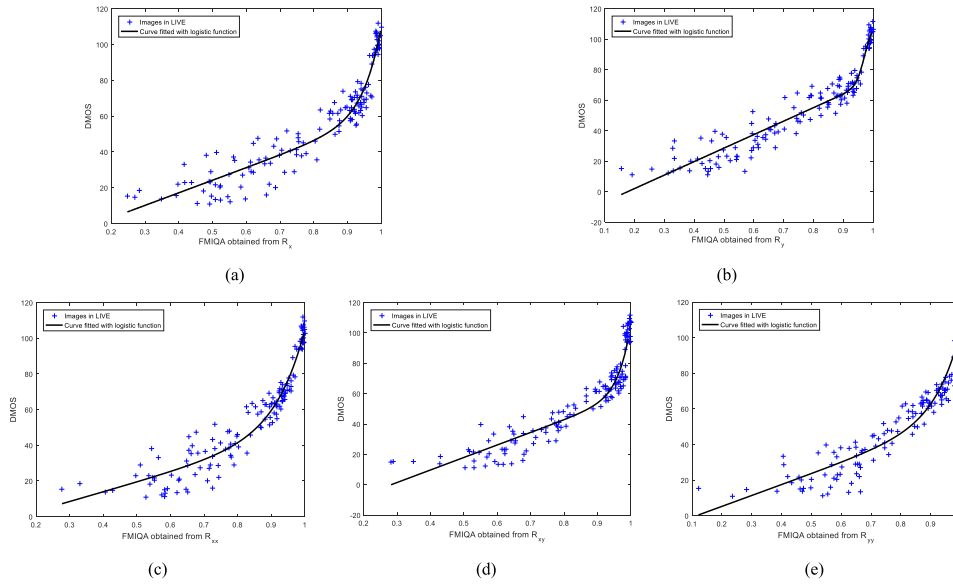 120
100
80
60
40
20
0
DMOS
Images in LIVE
Curve fitted with logistic function
0.2 0.3 0.4 0.5 0.6 0.7 0.8 0.9 1
FMIQA obtained from R_x
(a)
120
100
80
60
40
20
0
-20
DMOS
Images in LIVE
Curve fitted with logistic function
0.1 0.2 0.3 0.4 0.5 0.6 0.7 0.8 0.9 1
FMIQA obtained from R_y
(b)
120
100
80
60
40
20
0
DMOS
Images in LIVE
Curve fitted with logistic function
0.2 0.3 0.4 0.5 0.6 0.7 0.8 0.9 1
FMIQA obtained from R_xx
(c)
120
100
80
60
40
20
0
-20
DMOS
Images in LIVE
Curve fitted with logistic function
0.2 0.3 0.4 0.5 0.6 0.7 0.8 0.9 1
FMIQA obtained from R_xy
(d)
120
100
80
60
40
20
0
DMOS
Images in LIVE
Curve fitted with logistic function
0.1 0.2 0.3 0.4 0.5 0.6 0.7 0.8 0.9
FMIQA obtained from R_yy
(e)